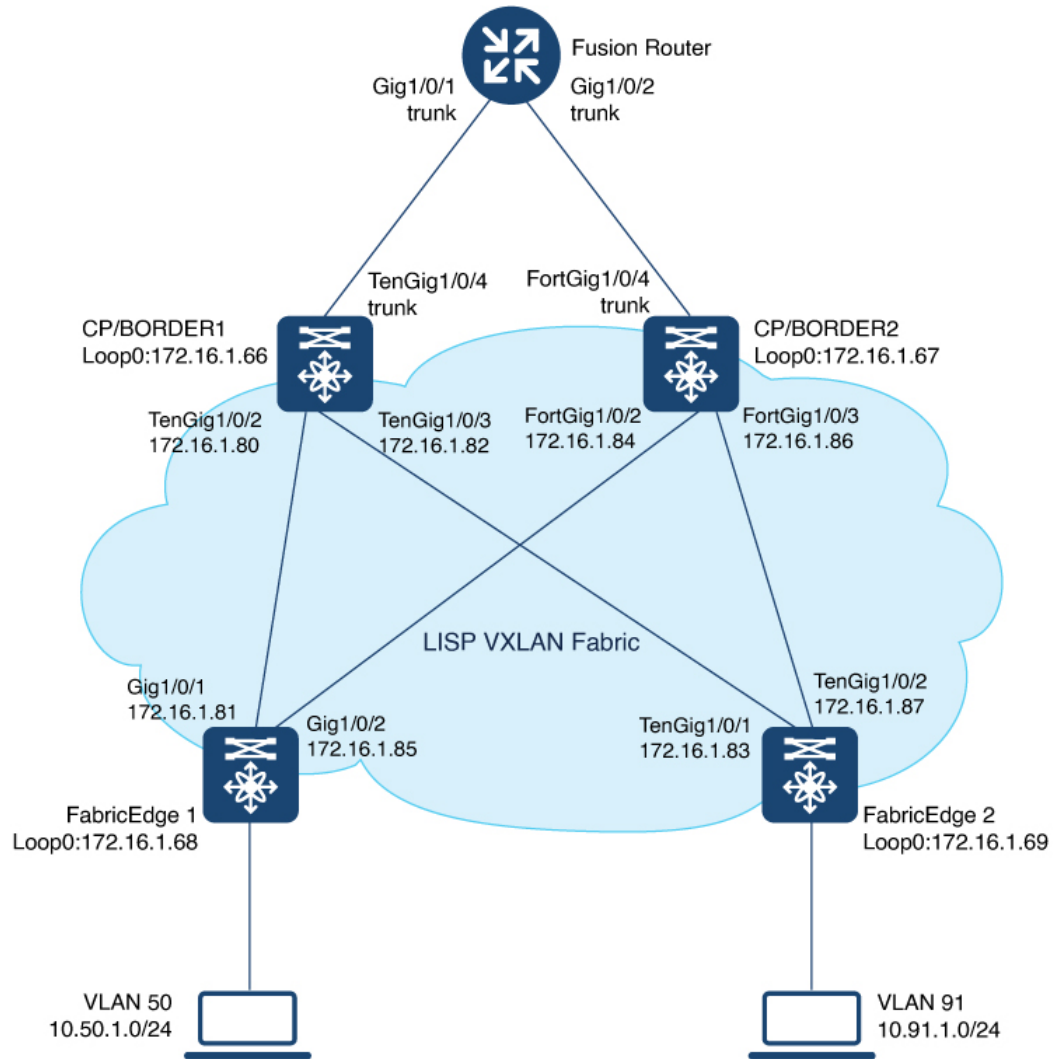 Fusion Router
Gig1/0/1
trunk
Gig1/0/2
trunk
TenGig1/0/4
trunk
FortGig1/0/4
trunk
CP/BORDER1
Loop0:172.16.1.66
CP/BORDER2
Loop0:172.16.1.67
TenGig1/0/2
172.16.1.80
TenGig1/0/3
172.16.1.82
FortGig1/0/2
172.16.1.84
FortGig1/0/3
172.16.1.86
LISP VXLAN Fabric
Gig1/0/1
172.16.1.81
Gig1/0/2
172.16.1.85
TenGig1/0/1
172.16.1.83
TenGig1/0/2
172.16.1.87
FabricEdge 1
Loop0:172.16.1.68
FabricEdge 2
Loop0:172.16.1.69
VLAN 50
10.50.1.0/24
VLAN 91
10.91.1.0/24